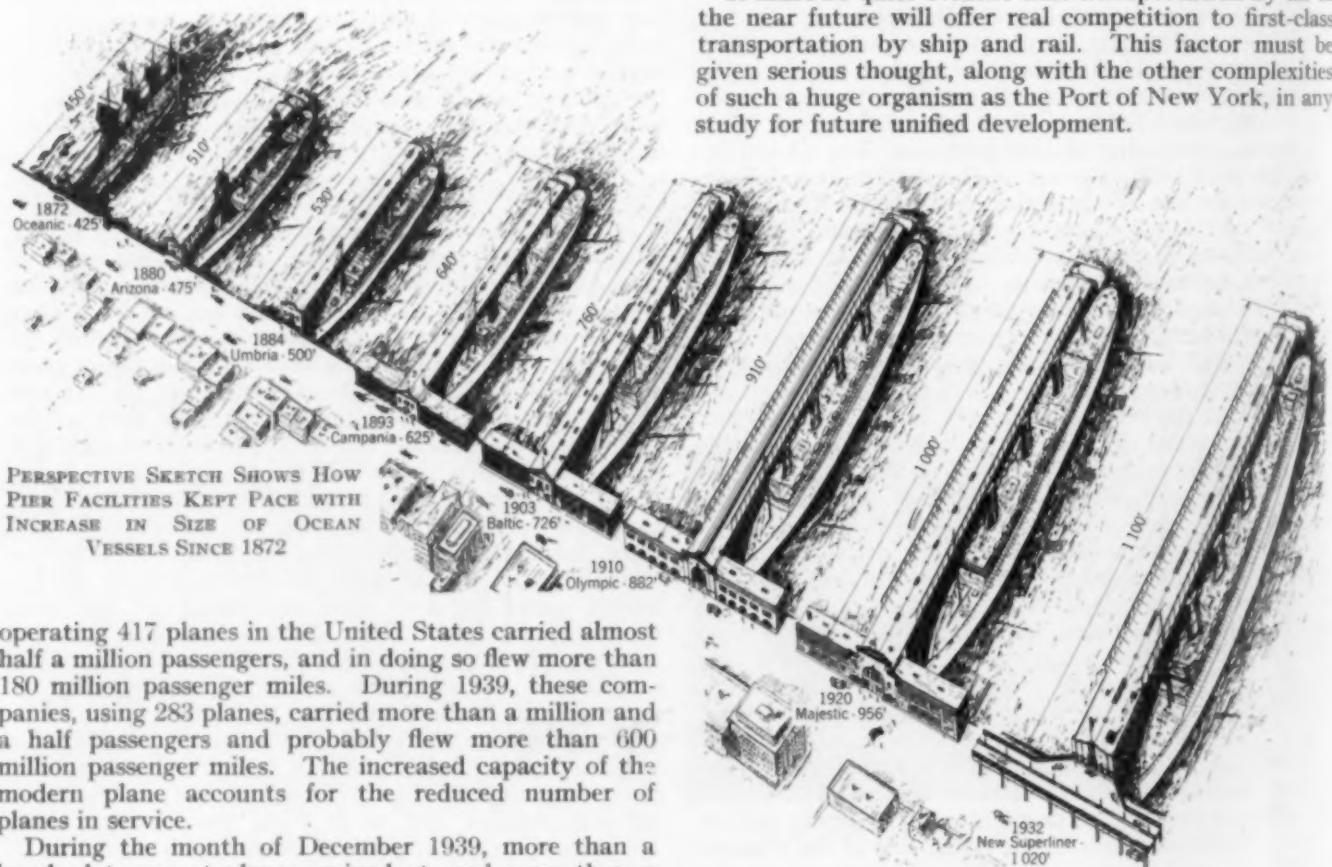 the near future will offer real competition to first-class
transportation by ship and rail. This factor must be
given serious thought, along with the other complexities
of such a huge organism as the Port of New York, in any
study for future unified development.
450'
510'
530'
640'
760'
910'
1000'
1100'
1872
Oceanic - 425'
1880
Arizona - 475'
1884
Umbria - 500'
1893
Campania - 625'
1903
Baltic - 726'
1910
Olympic - 882'
1920
Majestic - 956'
1932
New Superliner -
1020'
PERSPECTIVE SKETCH SHOWS HOW
PIER FACILITIES KEPT PACE WITH
INCREASE IN SIZE OF OCEAN
VESSELS SINCE 1872
operating 417 planes in the United States carried almost
half a million passengers, and in doing so flew more than
180 million passenger miles. During 1939, these com-
panies, using 283 planes, carried more than a million and
a half passengers and probably flew more than 600
million passenger miles. The increased capacity of the
modern plane accounts for the reduced number of
planes in service.
During the month of December 1939, more than a